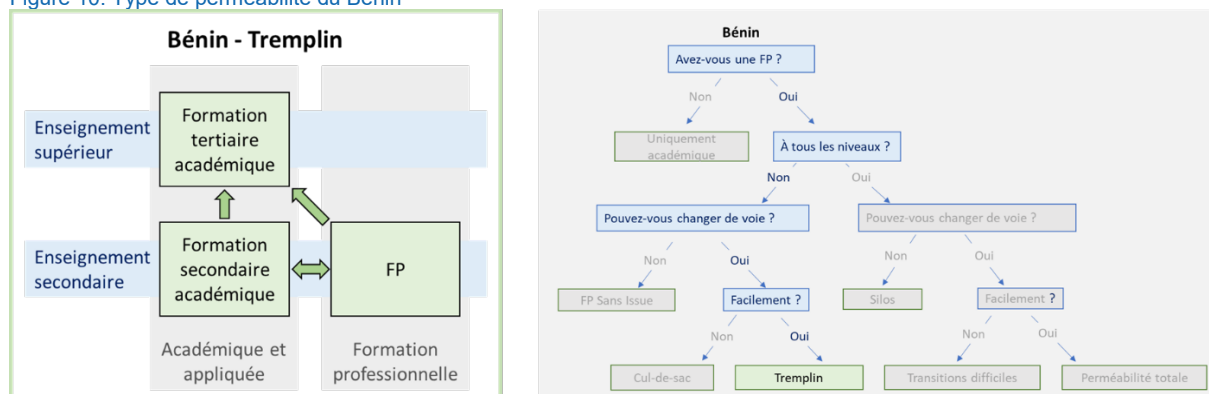 Figure 10: Type de perméabilité du Bénin
Bénin - Tremplin
Enseignement
supérieur
Formation
tertiaire
académique
Enseignement
secondaire
Formation
secondaire
académique
FP
Académique et
appliquée
Formation
professionnelle
Bénin
Avez-vous une FP ?
Non
Oui
Uniquement
académique
À tous les niveaux ?
Non
Oui
Pouvez-vous changer de voie ?
Pouvez-vous changer de voie ?
Non
Oui
Non
Oui
FP Sans Issue
Facilement ?
Silos
Facilement ?
Non
Oui
Non
Oui
Cul-de-sac
Tremplin
Transitions difficiles
Perméabilité totale